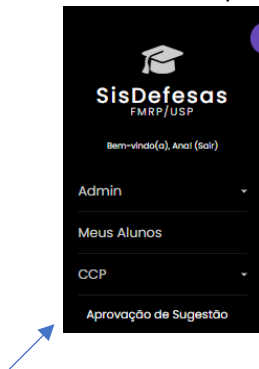 SisDefesas
FMRP/USP
Bem-vindo(a), Ana! (Sair)
Admin
Meus Alunos
CCP
Aprovação de Sugestão